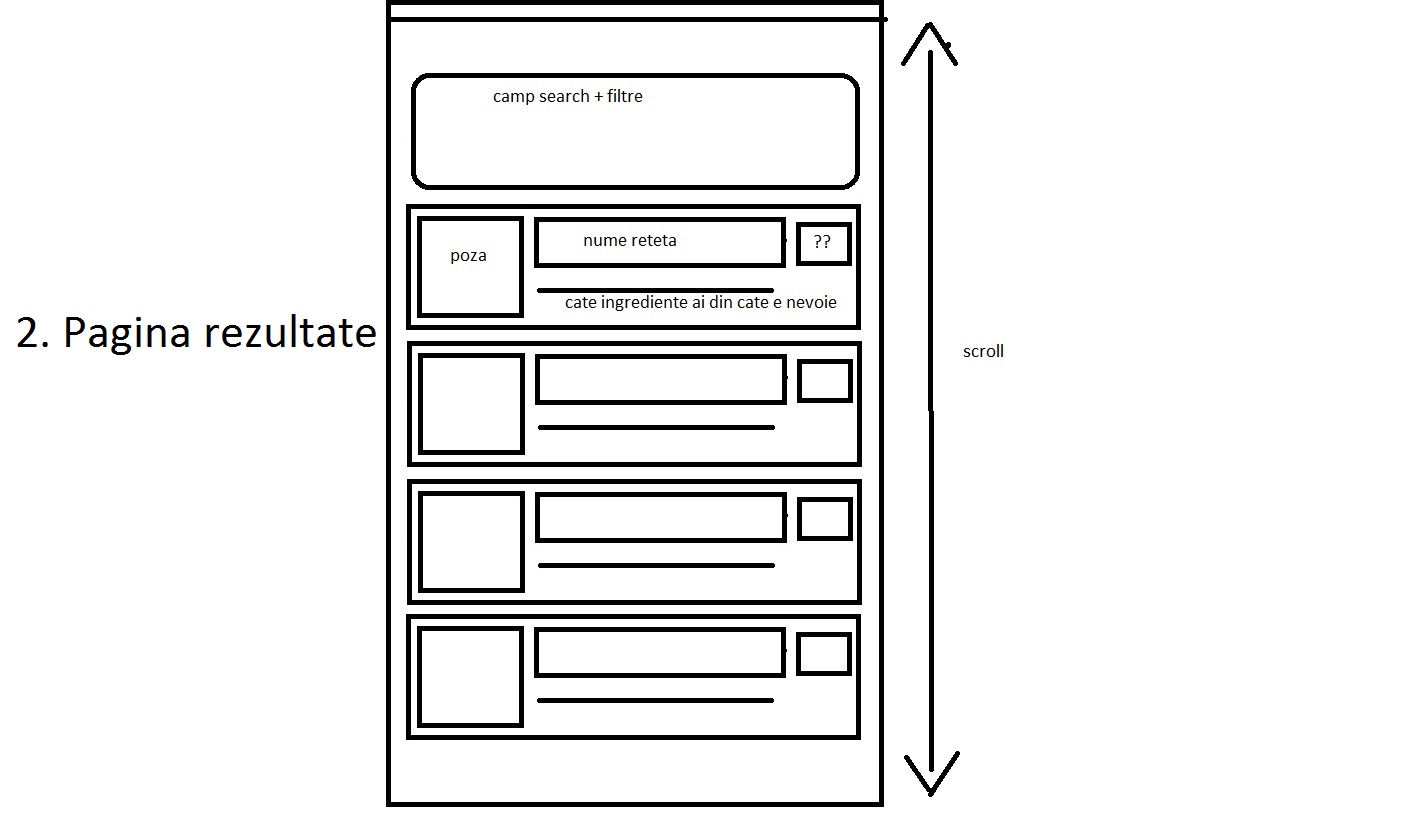 camp search + filtre
nume reteta
??
poza
cate ingrediente ai din cate e nevoie
2. Pagina rezultate
scroll